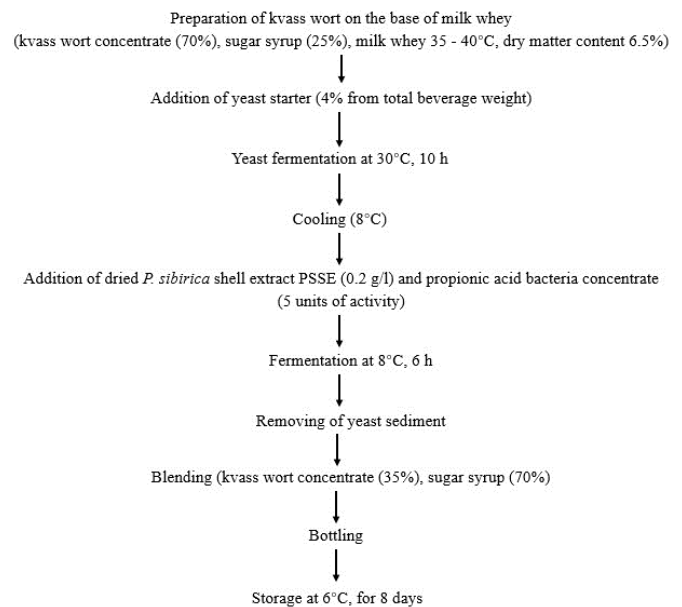 Preparation of kvass wort on the base of milk whey
(kvass wort concentrate (70%), sugar syrup (25%), milk whey 35 - 40°C, dry matter content 6.5%)
Addition of yeast starter (4% from total beverage weight)
Yeast fermentation at 30°C, 10 h
Cooling (8°C)
Addition of dried P. sibirica shell extract PSSE (0.2 g/l) and propionic acid bacteria concentrate
(5 units of activity)
Fermentation at 8°C, 6 h
Removing of yeast sediment
Blending (kvass wort concentrate (35%), sugar syrup (70%)
Bottling
Storage at 6°C, for 8 days